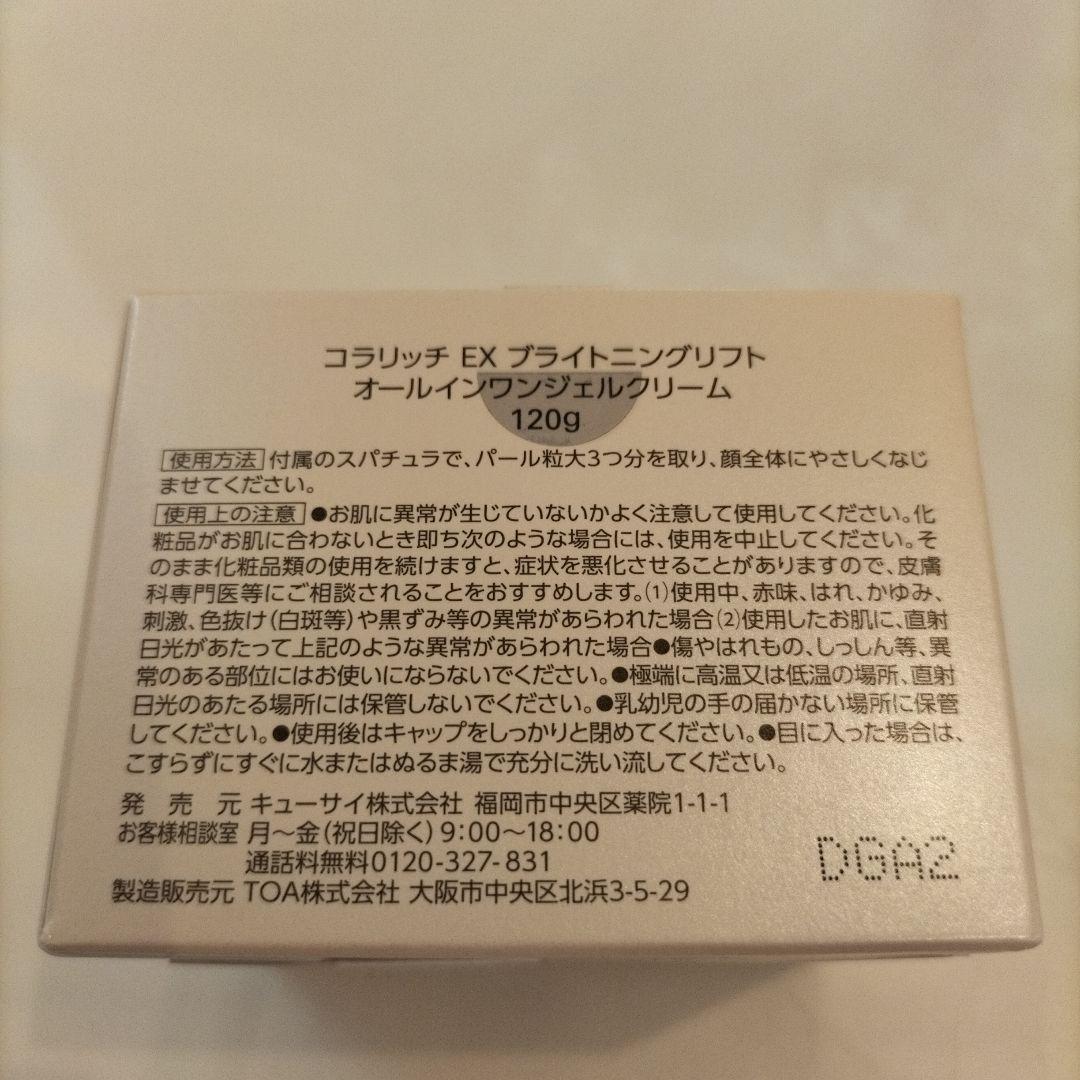 コラリッチ EX ブライトニングリフト
オールインワンジェルクリーム
120g
使用方法 付属のスパチュラで、パール粒大3つ分を取り、顔全体にやさしくなじ
ませてください。
使用上の注意 ●お肌に異常が生じていないかよく注意して使用してください。化
粧品がお肌に合わないとき即ち次のような場合には、使用を中止してください。そ
のまま化粧品類の使用を続けますと、症状を悪化させることがありますので、皮膚
科専門医等にご相談されることをおすすめします。(1)使用中、赤味、はれ、かゆみ、
刺激、色抜け(白斑等)や黒ずみ等の異常があらわれた場合(2)使用したお肌に、直射
日光があたって上記のような異常があらわれた場合●傷やはれもの、しっしん等、異
常のある部位にはお使いにならないでください。●極端に高温又は低温の場所、直射
日光のあたる場所には保管しないでください。●乳幼児の手の届かない場所に保管
してください。●使用後はキャップをしっかりと閉めてください。●目に入った場合は、
こすらずにすぐに水またはぬるま湯で充分に洗い流してください。
発売元 キューサイ株式会社 福岡市中央区薬院1-1-1
お客様相談室 月〜金(祝日除く)9:00〜18:00
通話料無料0120-327-831
製造販売元 TOA株式会社 大阪市中央区北浜3-5-29
DGA2